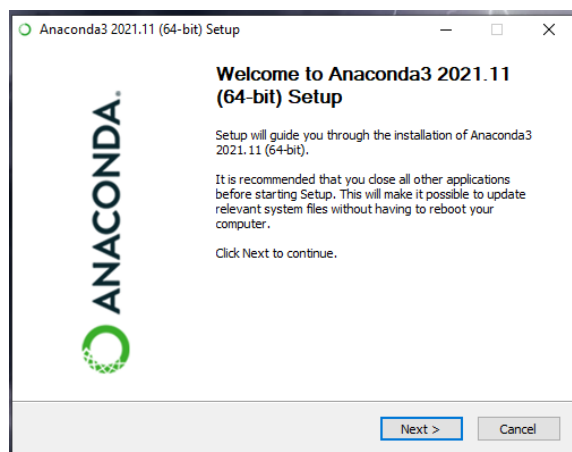 Anaconda3 2021.11 (64-bit) Setup
Welcome to Anaconda3 2021.11
(64-bit) Setup
Setup will guide you through the installation of Anaconda3
2021.11 (64-bit).
It is recommended that you close all other applications
before starting Setup. This will make it possible to update
relevant system files without having to reboot your
computer.
Click Next to continue.
ANACONDA.
Next >
Cancel